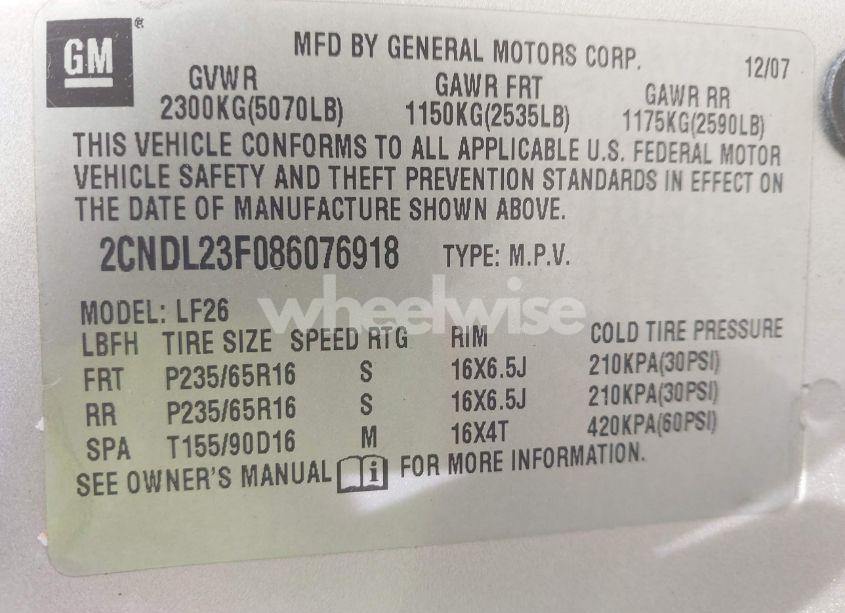 GM®
MFD BY GENERAL MOTORS CORP. 12/07
GVWR GAWR FRT GAWR RR
2300KG(5070LB) 1150KG(2535LB) 1175KG(2590LB)
THIS VEHICLE CONFORMS TO ALL APPLICABLE U.S. FEDERAL MOTOR
VEHICLE SAFETY AND THEFT PREVENTION STANDARDS IN EFFECT ON
THE DATE OF MANUFACTURE SHOWN ABOVE.
2CNDL23F086076918 TYPE: M.P.V.
wheelwise
MODEL: LF26
LBFH TIRE SIZE SPEED RTG RIM COLD TIRE PRESSURE
FRT P235/65R16 S 16X6.5J 210KPA(30PSI)
RR P235/65R16 S 16X6.5J 210KPA(30PSI)
SPA T155/90D16 M 16X4T 420KPA(60PSI)
SEE OWNER'S MANUAL i FOR MORE INFORMATION.